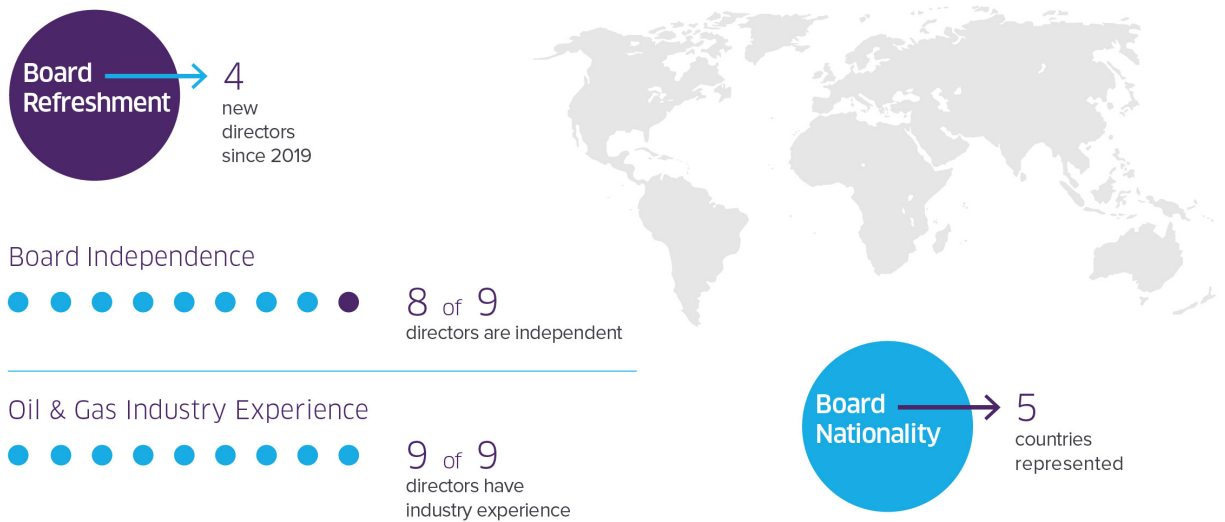 Board
Refreshment
4
new
directors
since 2019
Board Independence
8 of 9
directors are independent
Oil & Gas Industry Experience
9 of 9
directors have
industry experience
Board
Nationality
5
countries
represented